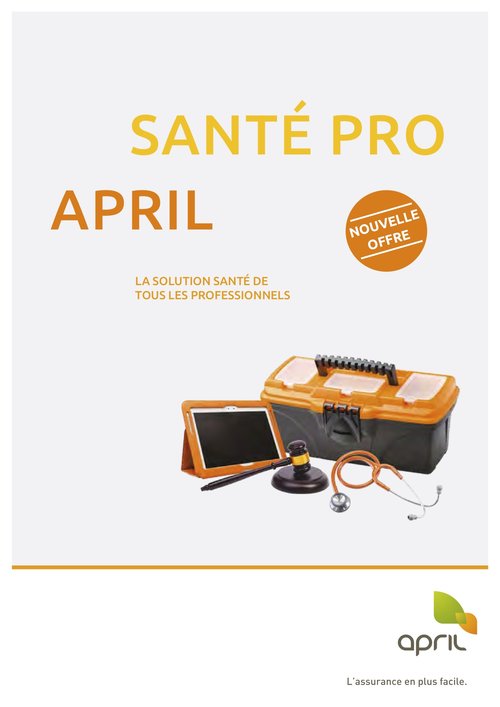 SANTÉ PRO
APRIL
NOUVELLE
OFFRE
LA SOLUTION SANTÉ DE
TOUS LES PROFESSIONNELS
april
L'assurance en plus facile.